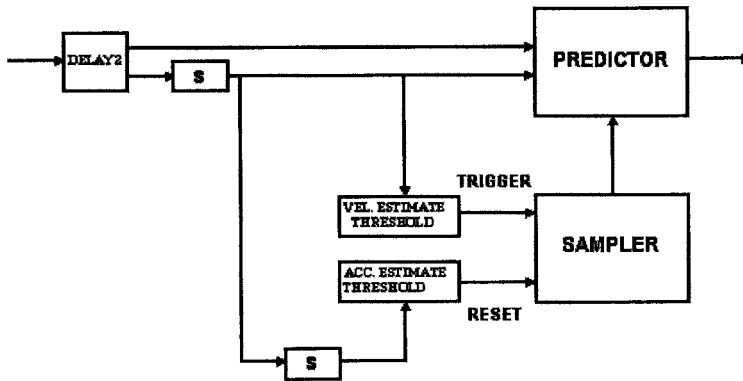 DELAY2
S
PREDICTOR
TRIGGER
VEL. ESTIMATE
THRESHOLD
SAMPLER
ACC. ESTIMATE
THRESHOLD
RESET
S